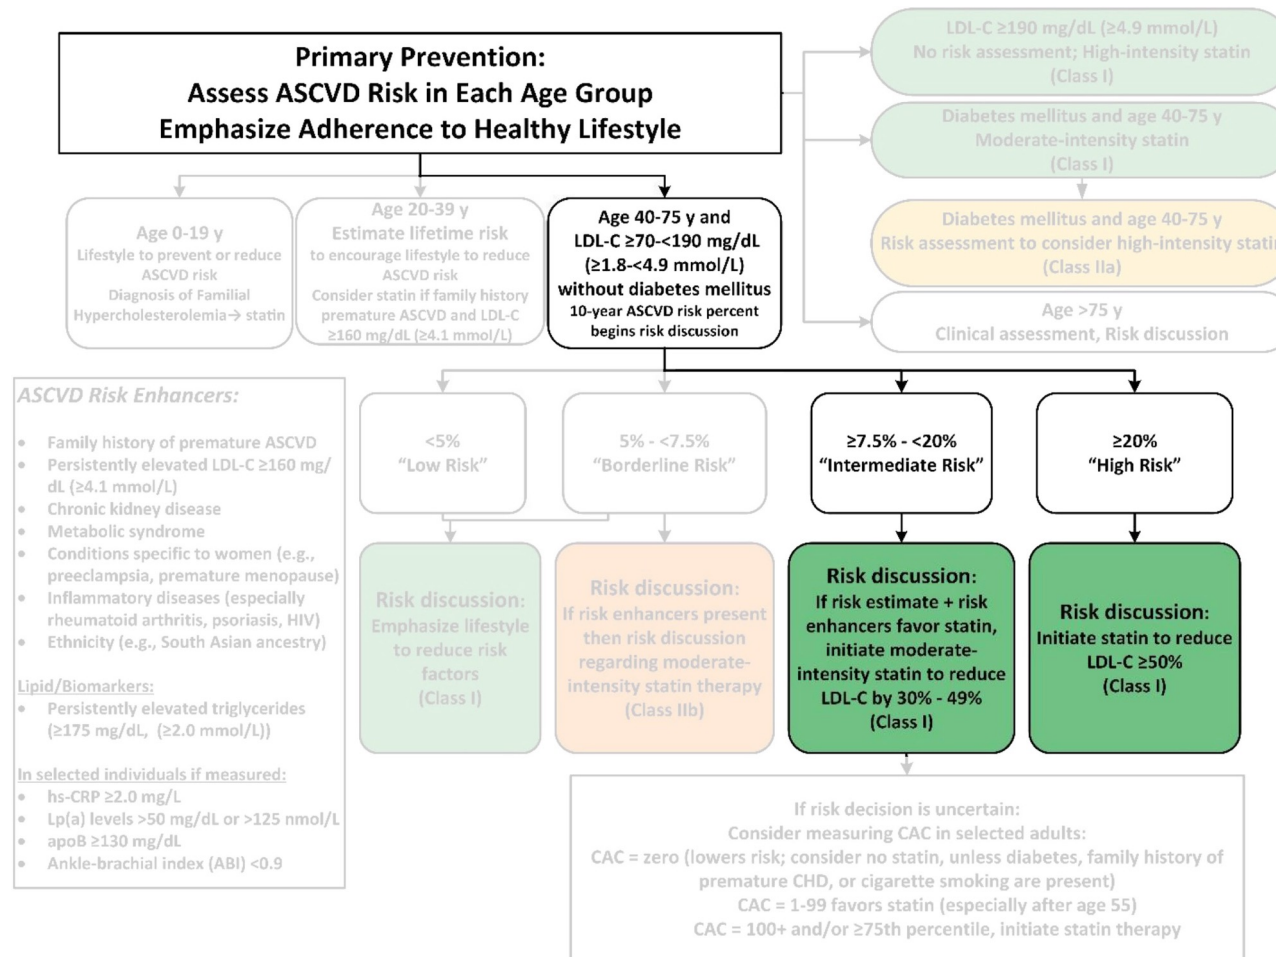 Primary Prevention:
Assess ASCVD Risk in Each Age Group
Emphasize Adherence to Healthy Lifestyle
LDL-C ≥190 mg/dL (≥4.9 mmol/L)
No risk assessment; High-intensity statin
(Class I)
Diabetes mellitus and age 40-75 y
Moderate-intensity statin
(Class I)
Diabetes mellitus and age 40-75 y
Risk assessment to consider high-intensity statin
(Class IIa)
Age >75 y
Clinical assessment, Risk discussion
Age 0-19 y
Lifestyle to prevent or reduce
ASCVD risk
Diagnosis of Familial
Hypercholesterolemia→ statin
Age 20-39 y
Estimate lifetime risk
to encourage lifestyle to reduce
ASCVD risk
Consider statin if family history
premature ASCVD and LDL-C
≥160 mg/dL (≥4.1 mmol/L)
Age 40-75 y and
LDL-C ≥70-<190 mg/dL
(≥1.8-<4.9 mmol/L)
without diabetes mellitus
10-year ASCVD risk percent
begins risk discussion
ASCVD Risk Enhancers:
• Family history of premature ASCVD
• Persistently elevated LDL-C ≥160 mg/
dL (≥4.1 mmol/L)
• Chronic kidney disease
• Metabolic syndrome
• Conditions specific to women (e.g.,
preeclampsia, premature menopause)
• Inflammatory diseases (especially
rheumatoid arthritis, psoriasis, HIV)
• Ethnicity (e.g., South Asian ancestry)
Lipid/Biomarkers:
• Persistently elevated triglycerides
(≥175 mg/dL, (≥2.0 mmol/L))
In selected individuals if measured:
• hs-CRP ≥2.0 mg/L
• Lp(a) levels >50 mg/dL or >125 nmol/L
• apoB ≥130 mg/dL
• Ankle-brachial index (ABI) <0.9
<5%
“Low Risk”
5% - <7.5%
“Borderline Risk”
≥7.5% - <20%
“Intermediate Risk”
≥20%
“High Risk”
Risk discussion:
Emphasize lifestyle
to reduce risk
factors
(Class I)
Risk discussion:
If risk enhancers present
then risk discussion
regarding moderate-
intensity statin therapy
(Class IIb)
Risk discussion:
If risk estimate + risk
enhancers favor statin,
initiate moderate-
intensity statin to reduce
LDL-C by 30% - 49%
(Class I)
Risk discussion:
Initiate statin to reduce
LDL-C ≥50%
(Class I)
If risk decision is uncertain:
Consider measuring CAC in selected adults:
CAC = zero (lowers risk; consider no statin, unless diabetes, family history of
premature CHD, or cigarette smoking are present)
CAC = 1-99 favors statin (especially after age 55)
CAC = 100+ and/or ≥75th percentile, initiate statin therapy